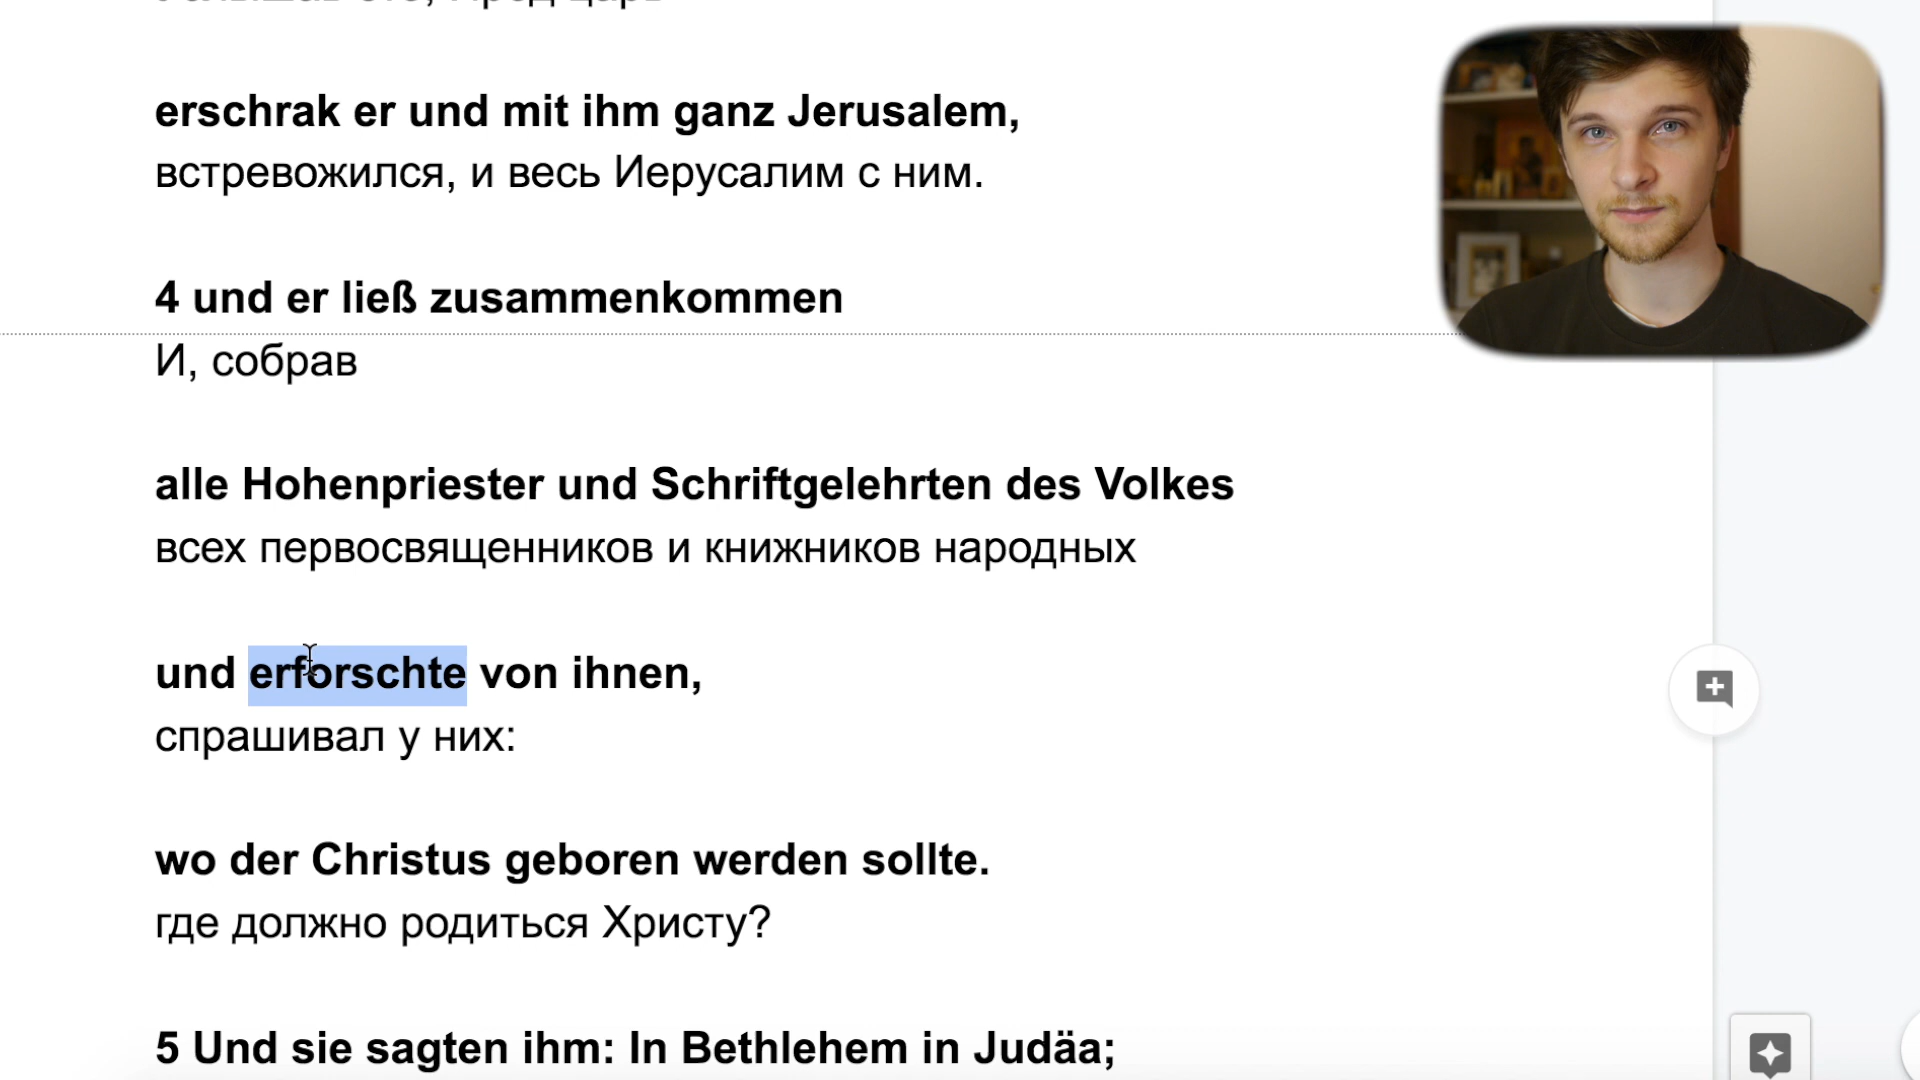 erschrak er und mit ihm ganz Jerusalem,
встревожился, и весь Иерусалим с ним.
4 und er ließ zusammenkommen
И, собрав
alle Hohenpriester und Schriftgelehrten des Volkes
всех первосвященников и книжников народных
und erforschte von ihnen,
спрашивал у них:
wo der Christus geboren werden sollte.
где должно родиться Христу?
5 Und sie sagten ihm: In Bethlehem in Judäa;